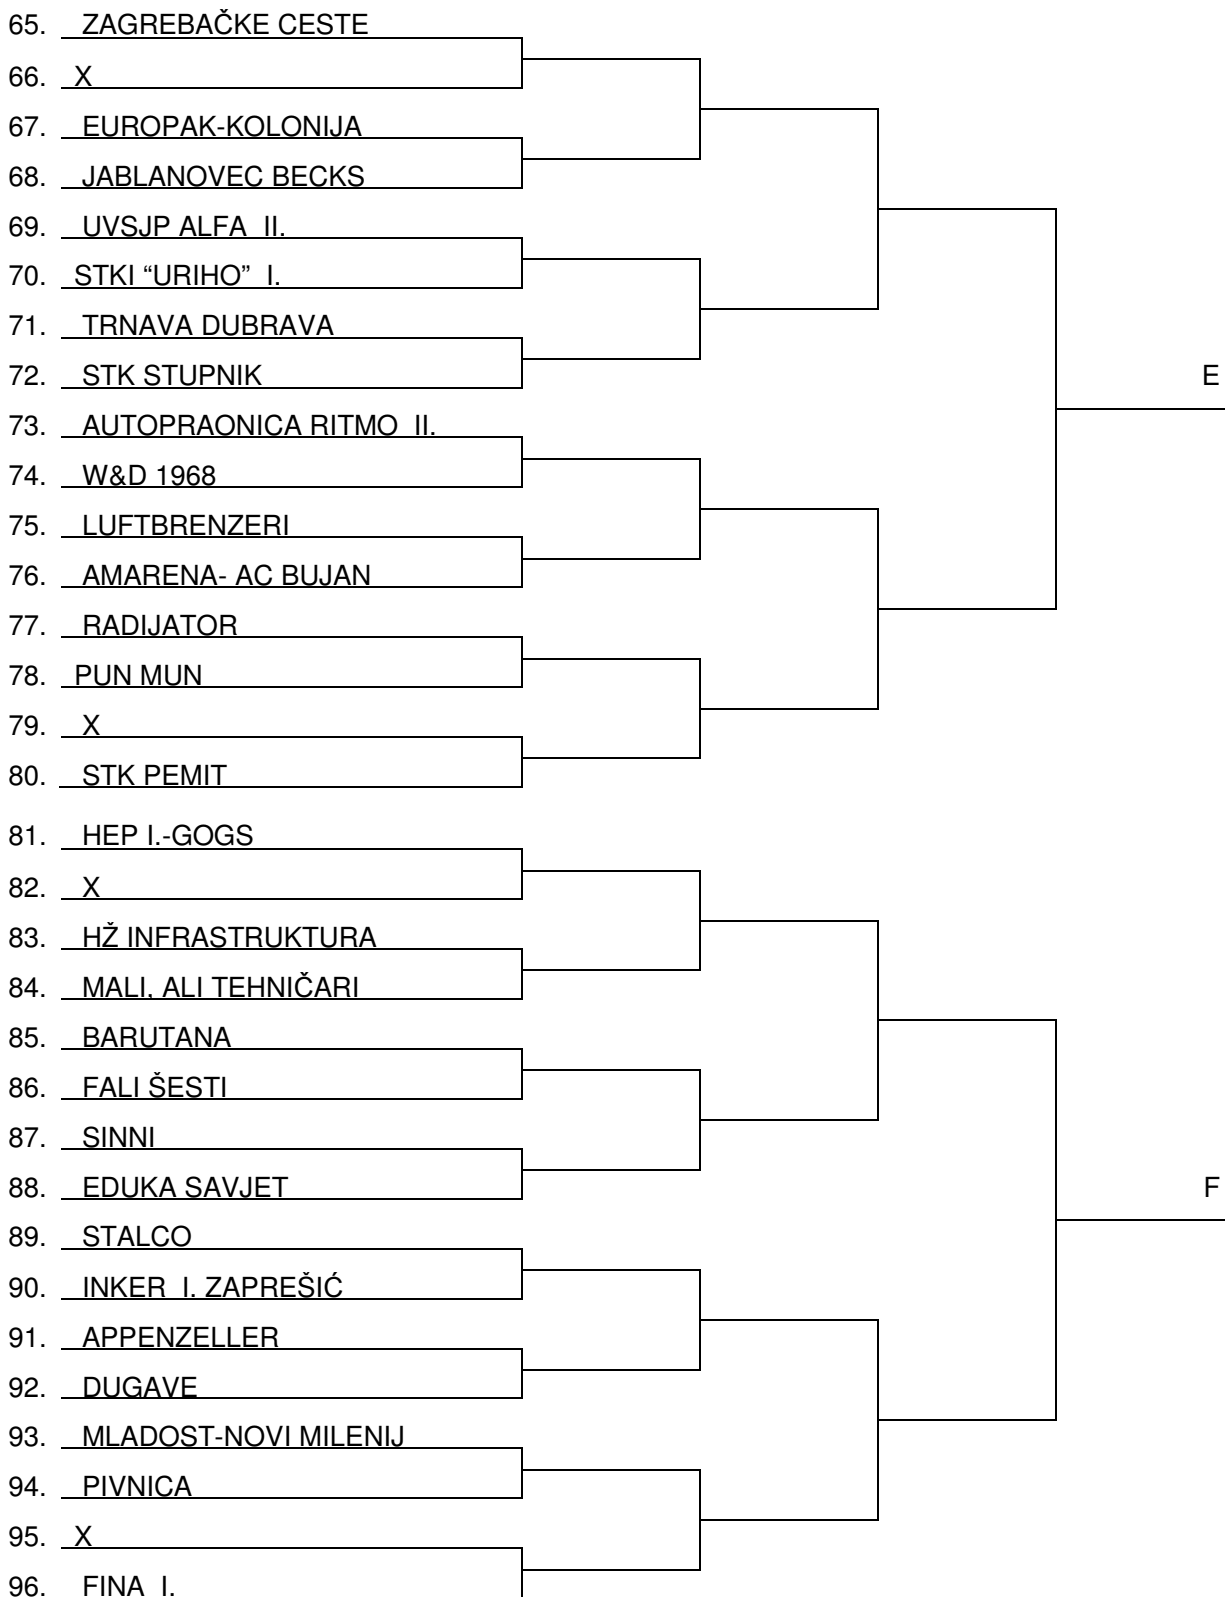 65. ZAGREBAČKE CESTE
66. X
67. EUROPAK-KOLONIJA
68. JABLANOVEC BECKS
69. UVSJP ALFA II.
70. STKI “URIHO” I.
71. TRNAVA DUBRAVA
72. STK STUPNIK
E
73. AUTOPRAONICA RITMO II.
74. W&D 1968
75. LUFTBRENZERI
76. AMARENA- AC BUJAN
77. RADIJATOR
78. PUN MUN
79. X
80. STK PEMIT
81. HEP I.-GOGS
82. X
83. HŽ INFRASTRUKTURA
84. MALI, ALI TEHNIČARI
85. BARUTANA
86. FALI ŠESTI
87. SINNI
88. EDUKA SAVJET
F
89. STALCO
90. INKER I. ZAPREŠIĆ
91. APPENZELLER
92. DUGAVE
93. MLADOST-NOVI MILENIJ
94. PIVNICA
95. X
96. FINA I.